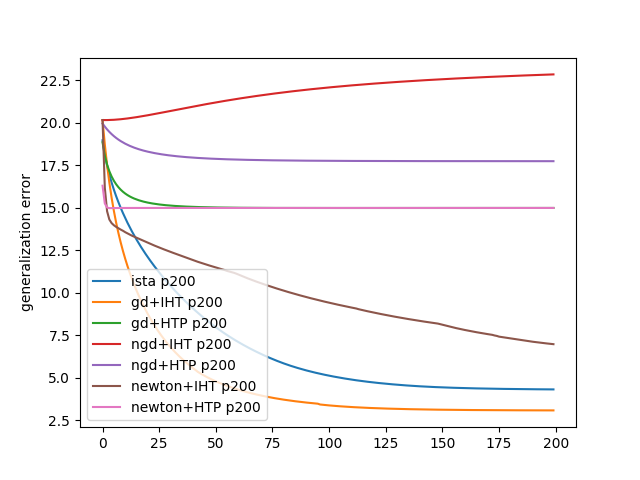 generalization error
22.5
20.0
17.5
15.0
12.5
10.0
7.5
5.0
2.5
ista p200
gd+IHT p200
gd+HTP p200
ngd+IHT p200
ngd+HTP p200
newton+IHT p200
newton+HTP p200
0 25 50 75 100 125 150 175 200